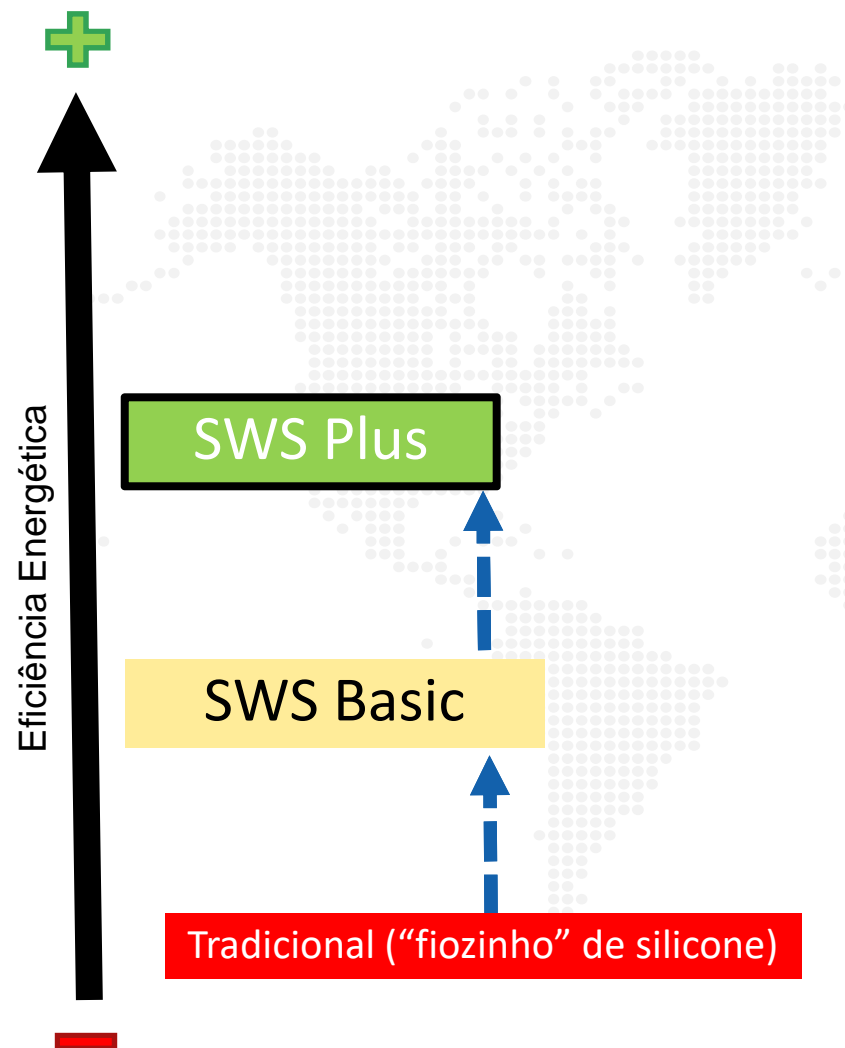 Eficiência Energética
SWS Plus
SWS Basic
Tradicional (“fiozinho” de silicone)